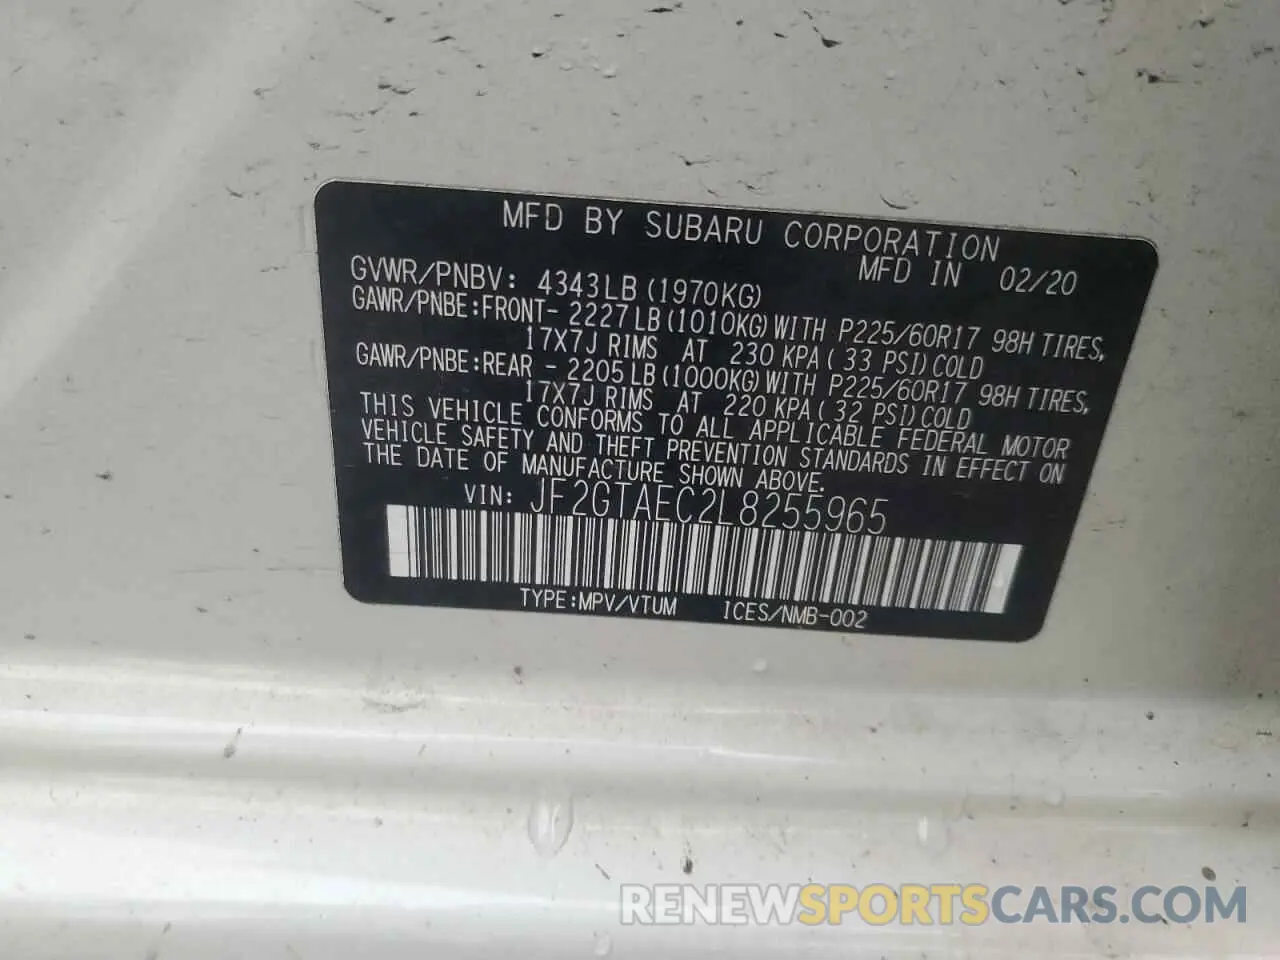 MFD BY SUBARU CORPORATION
MFD IN 02/20
GVWR/PNBV: 4343LB (1970KG)
GAWR/PNBE:FRONT- 2227LB(1010KG)WITH P225/60R17 98H TIRES,
17X7J RIMS AT 230 KPA( 33 PSI)COLD
GAWR/PNBE:REAR - 2205LB(1000KG)WITH P225/60R17 98H TIRES,
17X7J RIMS AT 220 KPA( 32 PSI)COLD
THIS VEHICLE CONFORMS TO ALL APPLICABLE FEDERAL MOTOR
VEHICLE SAFETY AND THEFT PREVENTION STANDARDS IN EFFECT ON
THE DATE OF MANUFACTURE SHOWN ABOVE.
VIN: JF2GTAEC2L8255965
TYPE:MPV/VTUM ICES/NMB-002
RENEWSPORTSCARS.COM